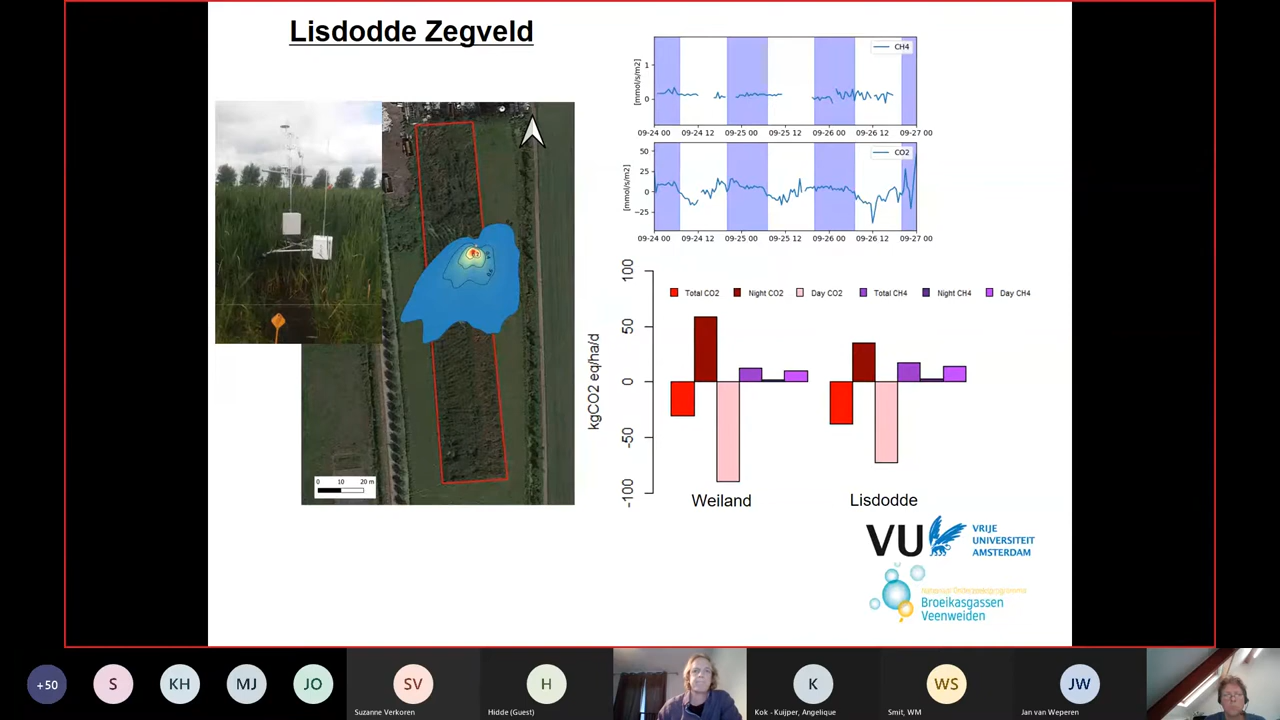 Lisdodde Zegveld
CH4
[mmol/s/m2]
1
0
09-24 00 09-24 12 09-25 00 09-25 12 09-26 00 09-26 12 09-27 00
CO2
[mmol/s/m2]
50
25
0
−25
09-24 00 09-24 12 09-25 00 09-25 12 09-26 00 09-26 12 09-27 00
Total CO2 Night CO2 Day CO2 Total CH4 Night CH4 Day CH4
kgCO2 eq/ha/d
100
50
0
-50
-100
Weiland Lisdodde
0 10 20 m
VU VRIJE
UNIVERSITEIT
AMSTERDAM
Nationaal Onderzoeksprogramma
Broeikasgassen
Veenweiden
+50 S KH MJ JO SV H K WS JW
Suzanne Verkoren Hidde (Guest) Kok - Kuijper, Angelique Smit, WM Jan van Weperen